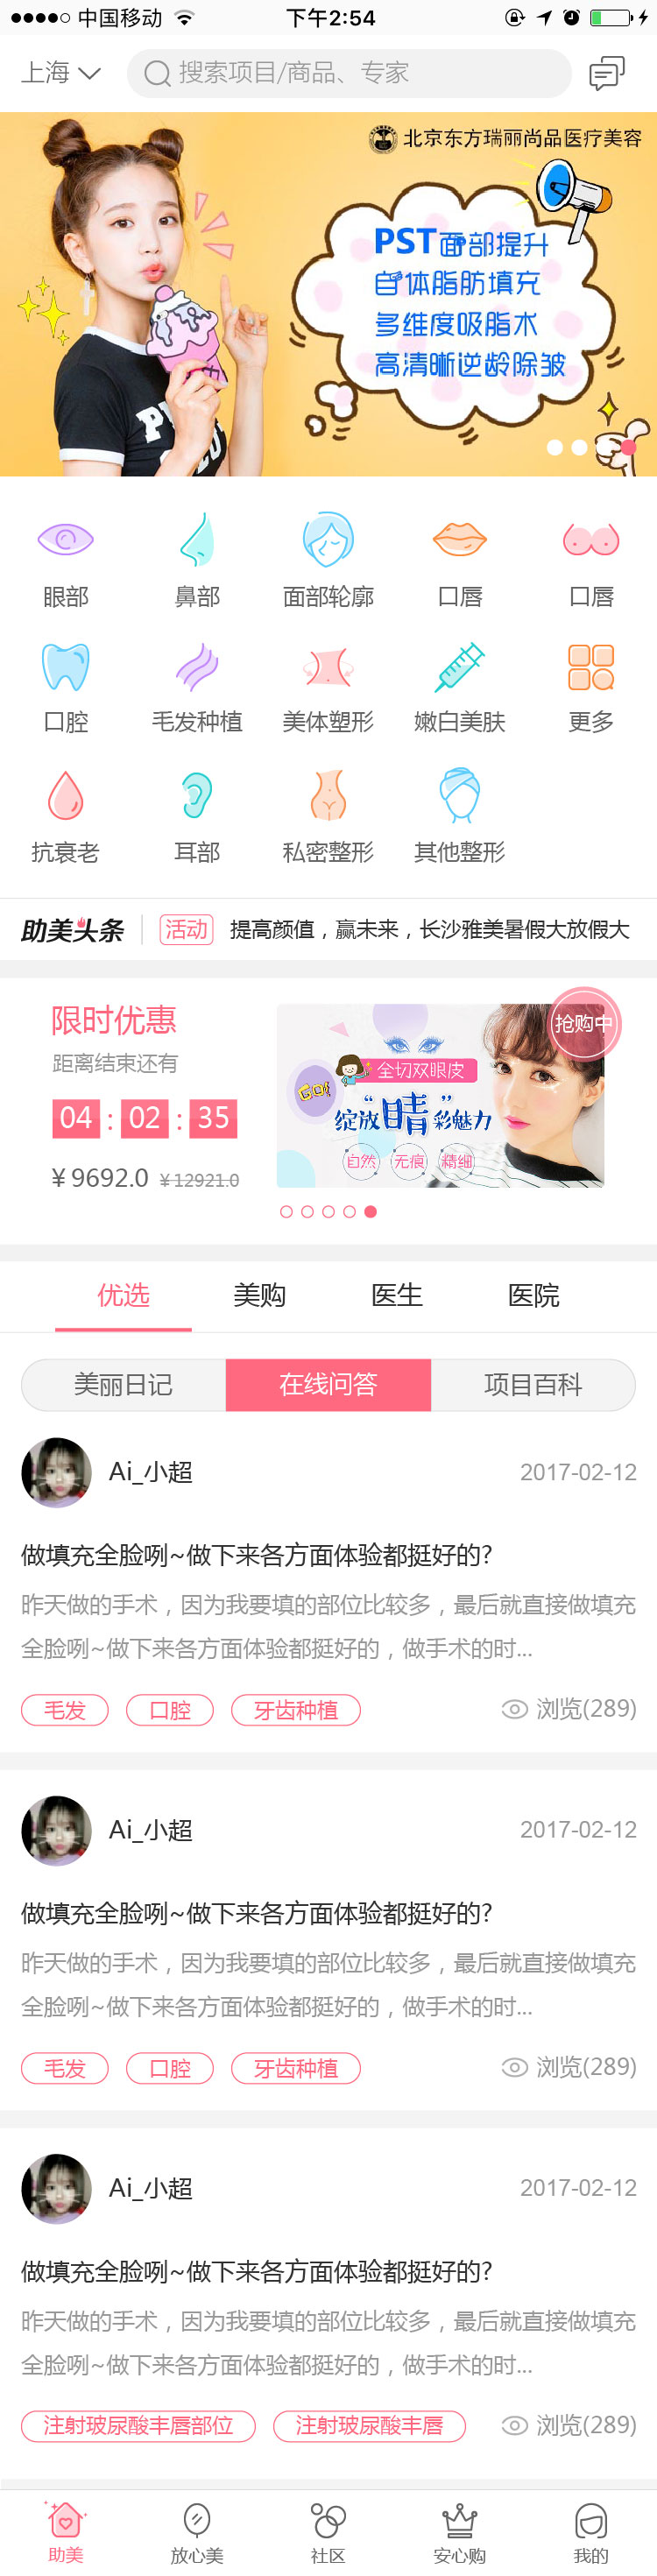 中国移动 下午2:54
上海 搜索项目/商品、专家
北京东方瑞丽尚品医疗美容
PST面部提升
自体脂肪填充
多维度吸脂术
高清晰逆龄除皱
眼部 鼻部 面部轮廓 口唇 口唇
口腔 毛发种植 美体塑形 嫩白美肤 更多
抗衰老 耳部 私密整形 其他整形
助美头条 活动 提高颜值，赢未来，长沙雅美暑假大放假大
限时优惠
距离结束还有
04 : 02 : 35
¥9692.0 ¥12921.0
抢购中
GO!
全切双眼皮
绽放“睛”彩魅力
自然 无痕 精细
优选 美购 医生 医院
美丽日记 在线问答 项目百科
Ai_小超 2017-02-12
做填充全脸咧~做下来各方面体验都挺好的?
昨天做的手术，因为我要填的部位比较多，最后就直接做填充
全脸咧~做下来各方面体验都挺好的，做手术的时...
毛发 口腔 牙齿种植 浏览(289)
Ai_小超 2017-02-12
做填充全脸咧~做下来各方面体验都挺好的?
昨天做的手术，因为我要填的部位比较多，最后就直接做填充
全脸咧~做下来各方面体验都挺好的，做手术的时...
毛发 口腔 牙齿种植 浏览(289)
Ai_小超 2017-02-12
做填充全脸咧~做下来各方面体验都挺好的?
昨天做的手术，因为我要填的部位比较多，最后就直接做填充
全脸咧~做下来各方面体验都挺好的，做手术的时...
注射玻尿酸丰唇部位 注射玻尿酸丰唇 浏览(289)
助美 放心美 社区 安心购 我的